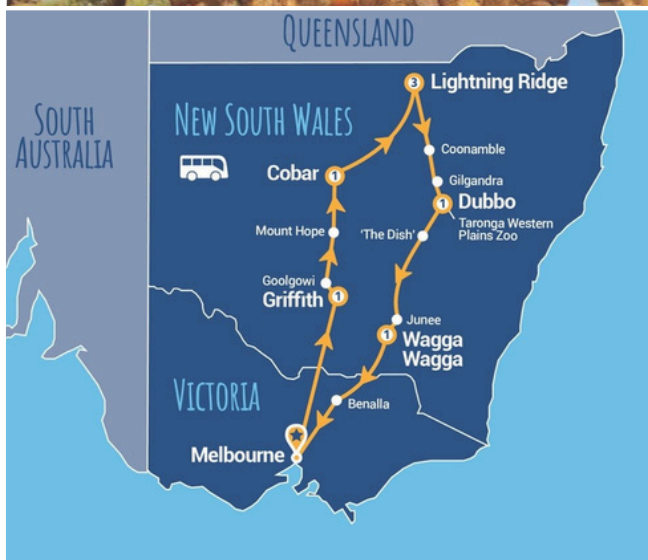 QUEENSLAND
Lightning Ridge
3
SOUTH
AUSTRALIA
NEW SOUTH WALES
Coonamble
Cobar
1
Gilgandra
1
Dubbo
Taronga Western
Plains Zoo
Mount Hope
'The Dish'
Goolgowi
Griffith
1
Junee
1
Wagga
Wagga
VICTORIA
Benalla
Melbourne